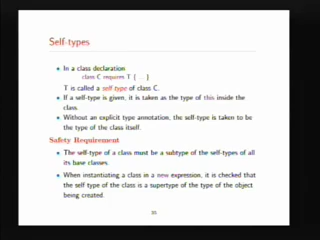 Self-types
• In a class declaration
class C requires T { ... }
T is called a self type of class C.
• If a self-type is given, it is taken as the type of this inside the
class.
• Without an explicit type annotation, the self-type is taken to be
the type of the class itself.
Safety Requirement
• The self-type of a class must be a subtype of the self-types of all
its base classes.
• When instantiating a class in a new expression, it is checked that
the self type of the class is a supertype of the type of the object
being created.